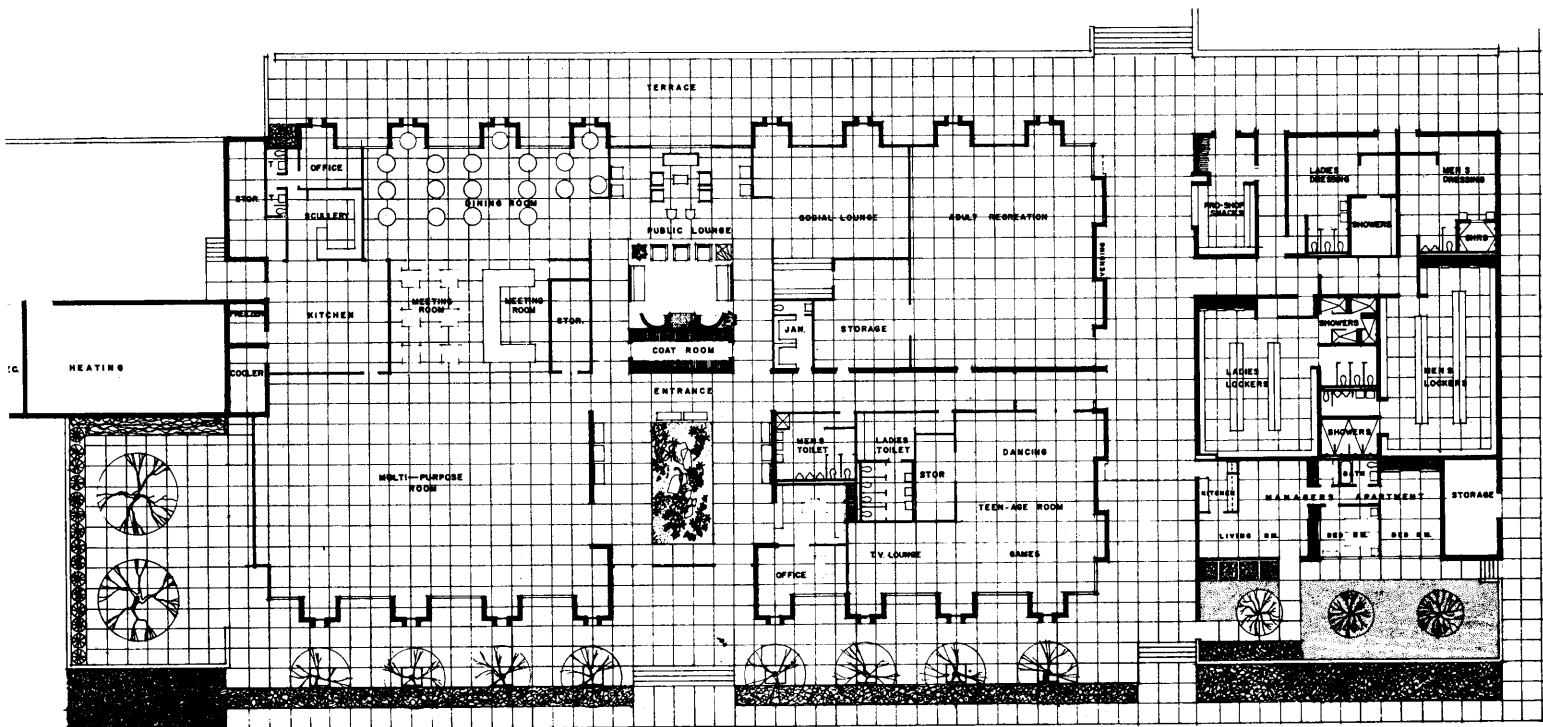 TERRACE
T
OFFICE
STOR.
T
SCULLERY
DINING ROOM
PUBLIC LOUNGE
SOCIAL LOUNGE
ADULT RECREATION
PRO-SHOP
SNACKS
LADIES
DRESSING
MEN'S
DRESSING
SHOWERS
SHRS
VENDING
MEETING
ROOM
MEETING
ROOM
STOR.
KITCHEN
FREEZER
COOLER
HEATING
JAN.
STORAGE
COAT ROOM
ENTRANCE
SHOWERS
LADIES
LOCKERS
MEN'S
LOCKERS
SHOWERS
MULTI-PURPOSE
ROOM
MEN'S
TOILET
LADIES
TOILET
STOR
DANCING
TEEN-AGE ROOM
T.V. LOUNGE
GAMES
OFFICE
BATH
KITCHEN
MANAGERS APARTMENT
STORAGE
LIVING RM.
BED RM.
BED RM.